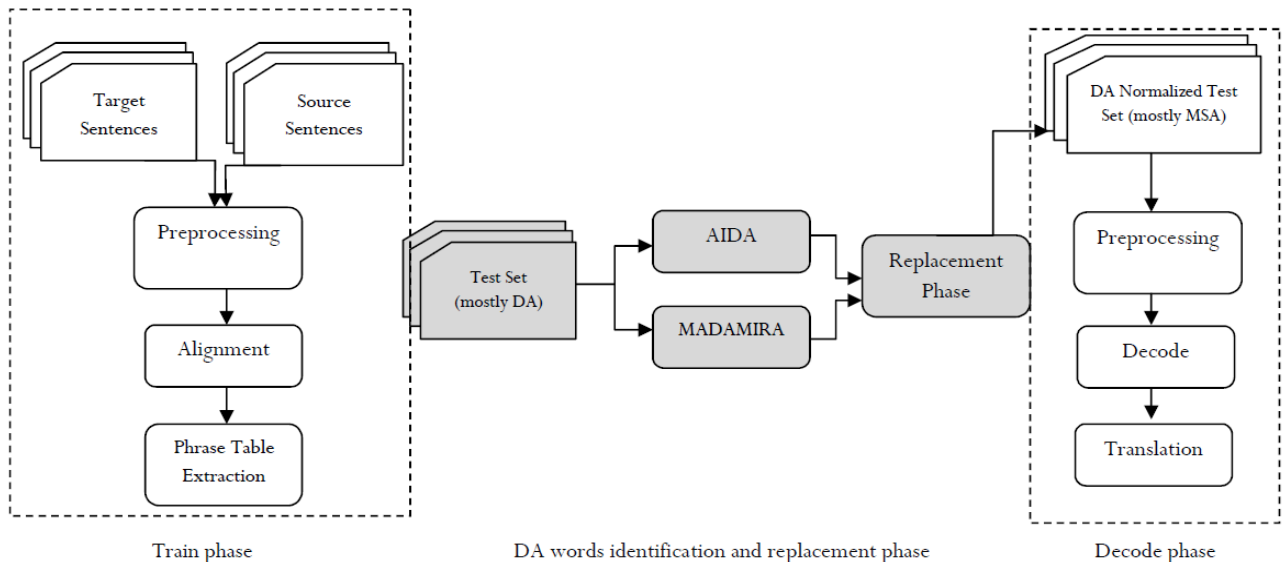 Target
Sentences
Source
Sentences
Preprocessing
Alignment
Phrase Table
Extraction
Train phase
Test Set
(mostly DA)
AIDA
MADAMIRA
Replacement
Phase
DA words identification and replacement phase
DA Normalized Test
Set (mostly MSA)
Preprocessing
Decode
Translation
Decode phase